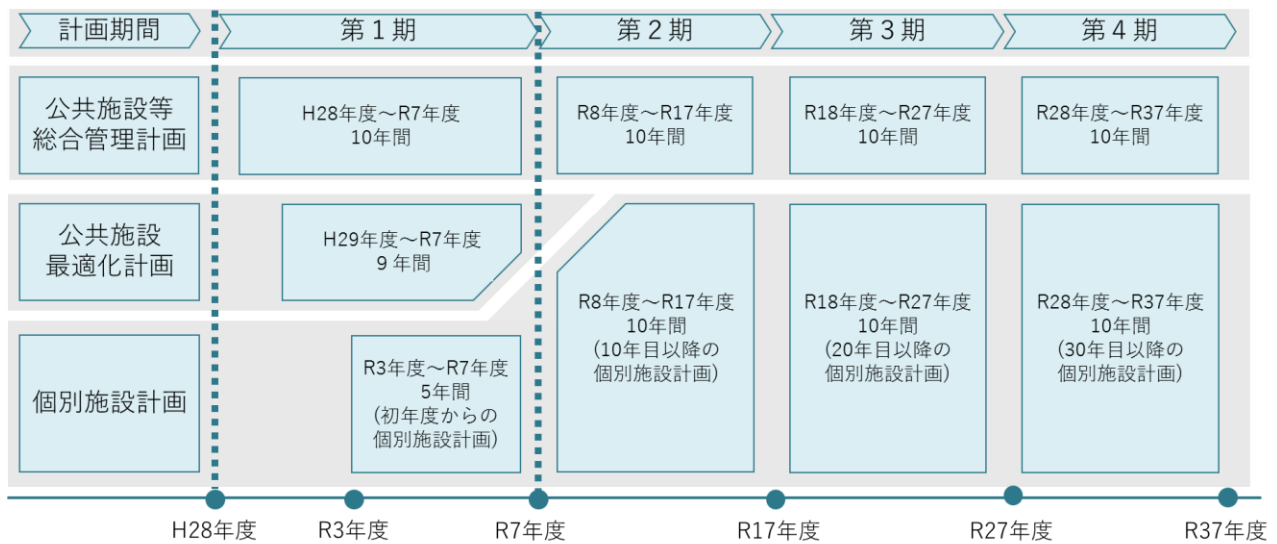 計画期間
第１期
第２期
第３期
第４期
公共施設等
総合管理計画
H28年度～R7年度
10年間
R8年度～R17年度
10年間
R18年度～R27年度
10年間
R28年度～R37年度
10年間
公共施設
最適化計画
H29年度～R7年度
９年間
個別施設計画
R3年度～R7年度
5年間
(初年度からの
個別施設計画)
R8年度～R17年度
10年間
(10年目以降の
個別施設計画)
R18年度～R27年度
10年間
(20年目以降の
個別施設計画)
R28年度～R37年度
10年間
(30年目以降の
個別施設計画)
H28年度
R3年度
R7年度
R17年度
R27年度
R37年度